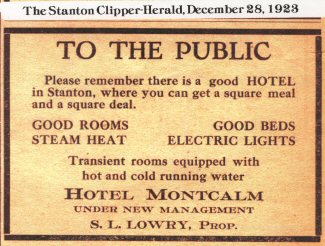 The Stanton Clipper-Herald, December 28, 1923
TO THE PUBLIC
Please remember there is a good HOTEL
in Stanton, where you can get a square meal
and a square deal.
GOOD ROOMS GOOD BEDS
STEAM HEAT ELECTRIC LIGHTS
Transient rooms equipped with
hot and cold running water
HOTEL MONTCALM
UNDER NEW MANAGEMENT
S. L. LOWRY, PROP.